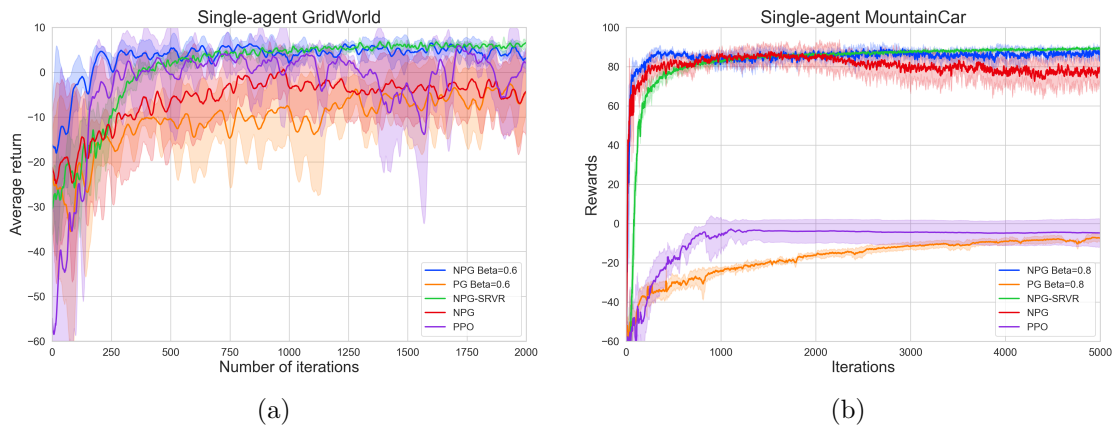 Single-agent GridWorld
10
0
−10
−20
−30
−40
−50
−60
Average return
0
250
500
750
1000
1250
1500
1750
2000
Number of iterations
NPG Beta=0.6
PG Beta=0.6
NPG-SRVR
NPG
PPO
(a)
Single-agent MountainCar
100
80
60
40
20
0
−20
−40
−60
Rewards
0
1000
2000
3000
4000
5000
Iterations
NPG Beta=0.8
PG Beta=0.8
NPG-SRVR
NPG
PPO
(b)